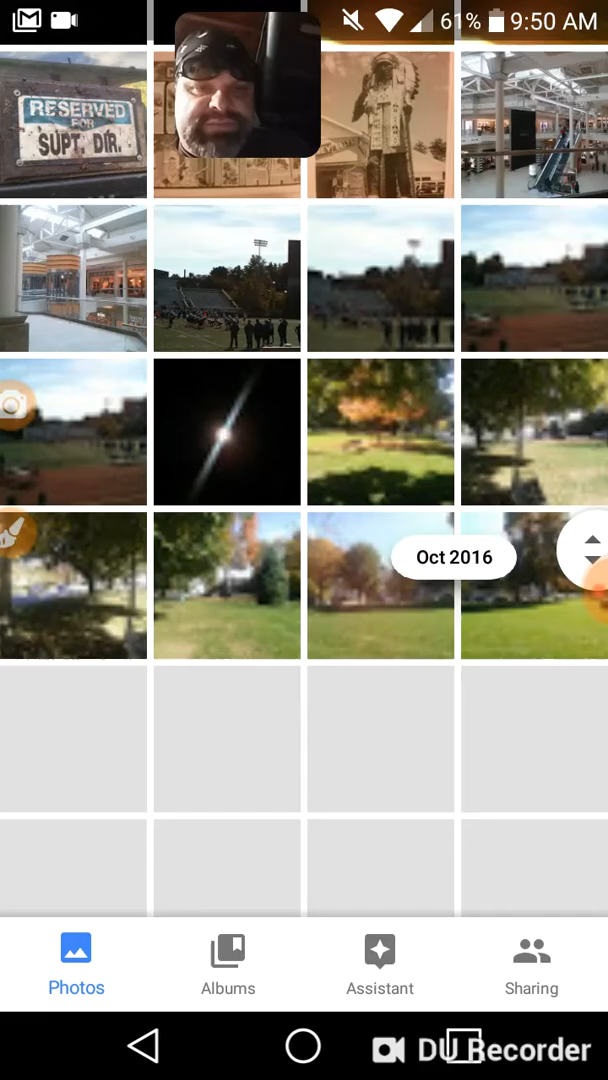 61% 9:50 AM
RESERVED
FOR
SUPT. DIR.
Oct 2016
Photos Albums Assistant Sharing
DU Recorder